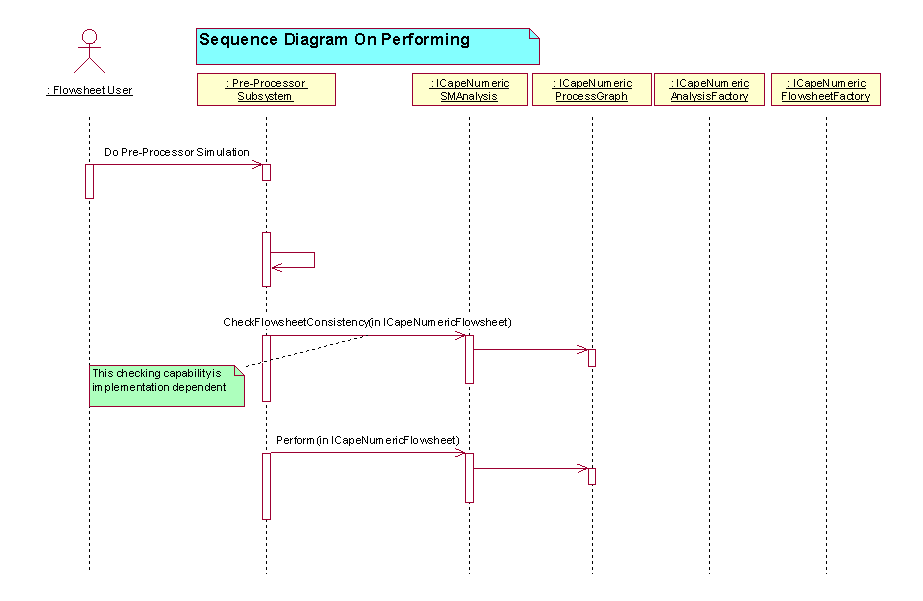 Sequence Diagram On Performing
: Flowsheet User
: Pre-Processor
Subsystem
: ICapeNumeric
SMAnalysis
: ICapeNumeric
ProcessGraph
: ICapeNumeric
AnalysisFactory
: ICapeNumeric
FlowsheetFactory
Do Pre-Processor Simulation
CheckFlowsheetConsistency(in ICapeNumericFlowsheet)
This checking capability is
implementation dependent
Perform(in ICapeNumericFlowsheet)